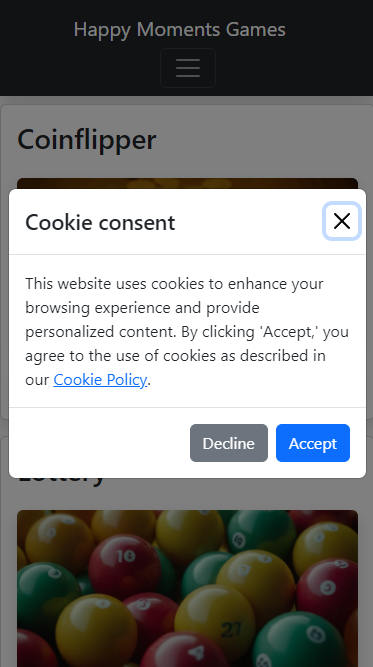 Happy Moments Games
Coinflipper
Cookie consent
This website uses cookies to enhance your
browsing experience and provide
personalized content. By clicking 'Accept,' you
agree to the use of cookies as described in
our Cookie Policy.
Decline Accept
Lottery
10
27